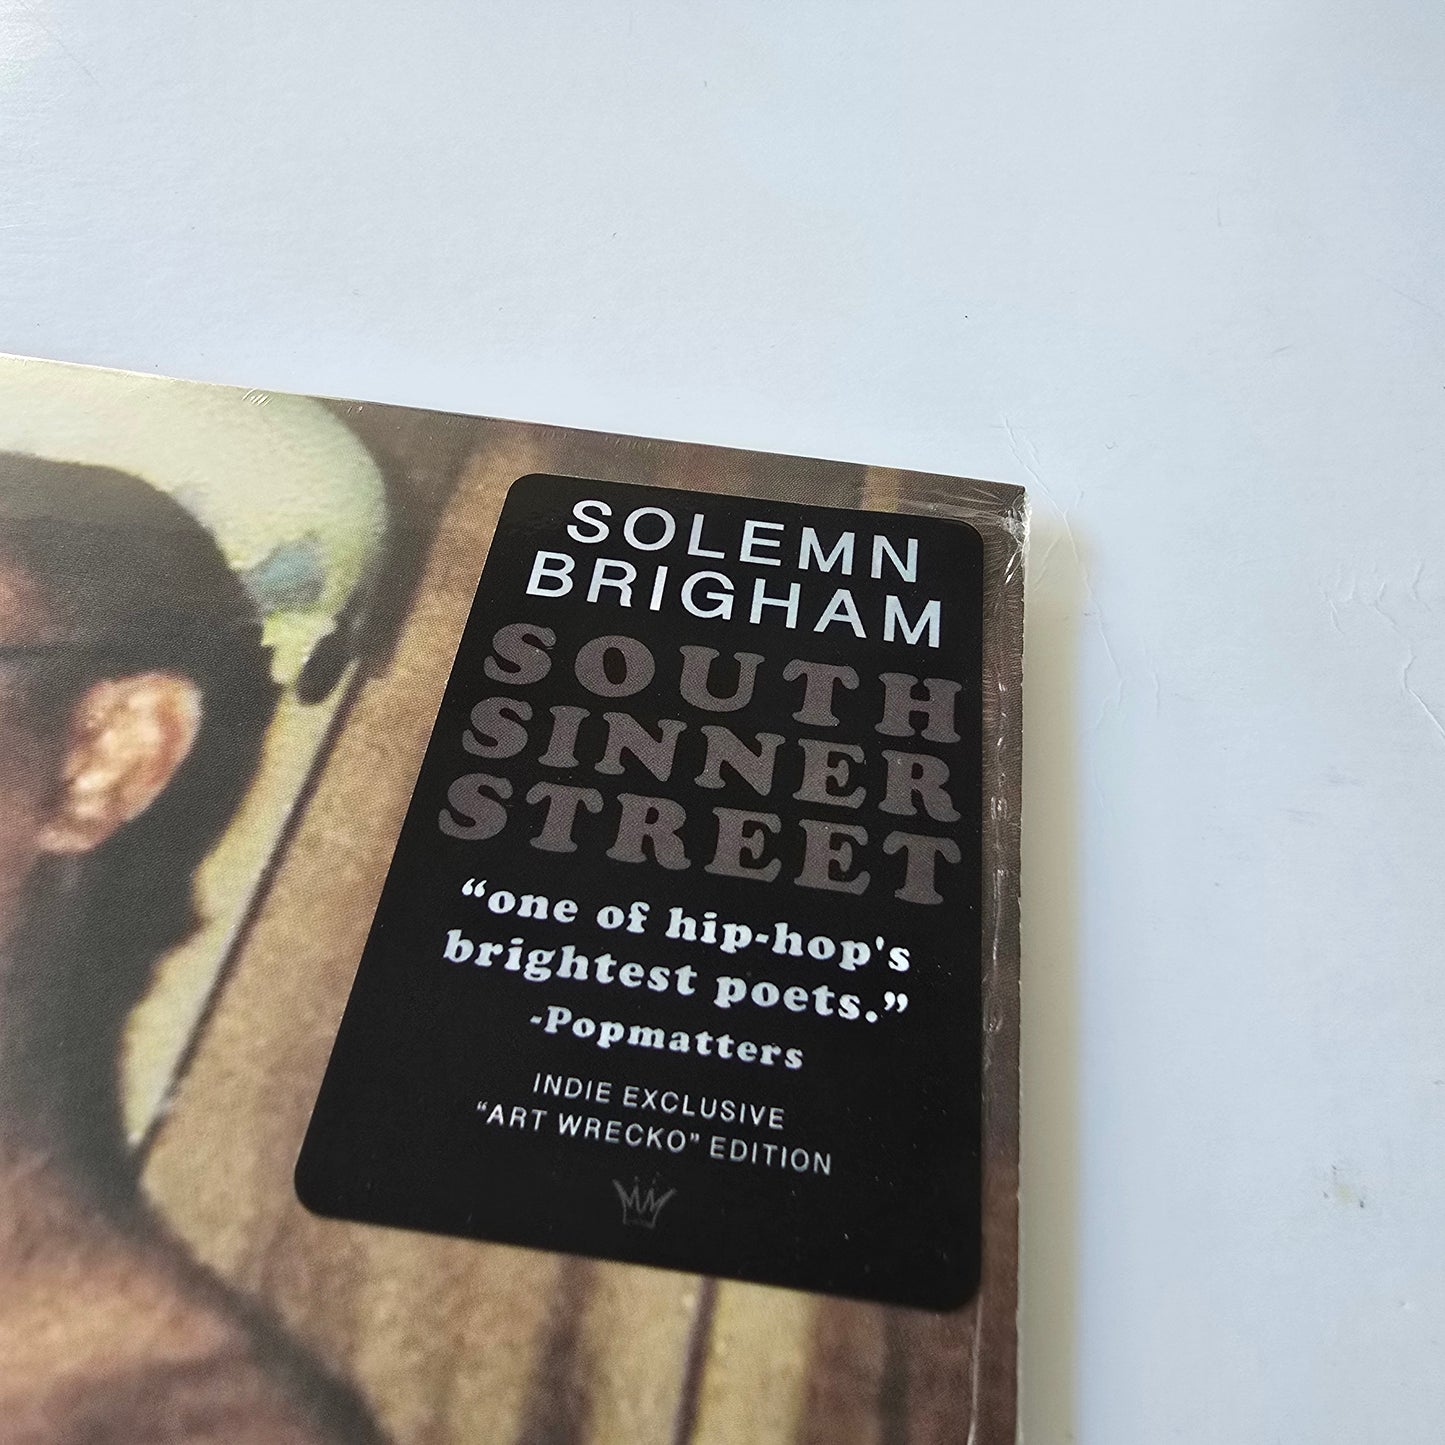 SOLEMN
BRIGHAM
SOUTH
SINNER
STREET
“one of hip-hop's
brightest poets.”
-Popmatters
INDIE EXCLUSIVE
“ART WRECKO” EDITION